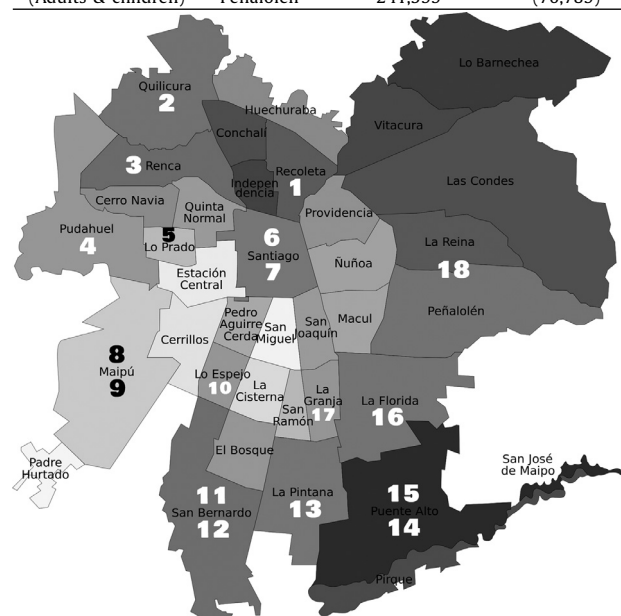 (Adults & children) Peñalolén 241,599 (70,785)
Lo Barnechea
Quilicura
2
Huechuraba
Vitacura
Conchalí
3 Renca
Recoleta
1
Indepen
dencia
Las Condes
Cerro Navia
Quinta
Normal
Providencia
Pudahuel
4
5
Lo Prado
6
Santiago
7
La Reina
18
Ñuñoa
Estación
Central
Peñalolén
Pedro
Aguirre
Cerda
San
Miguel
San
Joaquín
Macul
Cerrillos
8
Maipú
9
Lo Espejo
10
La
Cisterna
San
Ramón
La
Granja
17
La Florida
16
El Bosque
Padre
Hurtado
San José
de Maipo
11
San Bernardo
12
La Pintana
13
15
Puente Alto
14
Pirque